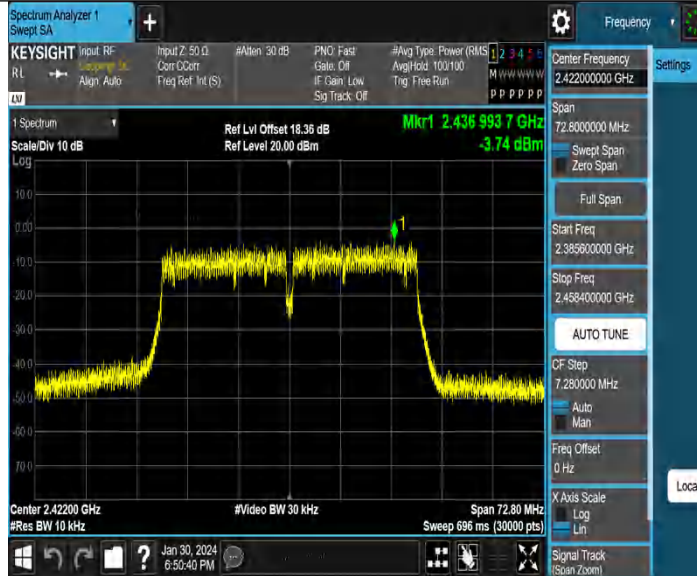 Spectrum Analyzer 1
Swept SA
Frequency
KEYSIGHT
RL
Input: RF
Align: Auto
Input Z: 50 Ω
Corr CCorr
Freq Ref: Int (S)
#Atten: 30 dB
PNO: Fast
Gate: Off
IF Gain: Low
Sig Track: Off
#Avg Type: Power (RMS
Avg|Hold: 100/100
Trig: Free Run
1 2 3 4 5 6
M W W W W W
P P P P P P
1 Spectrum
Scale/Div 10 dB
Ref Lvl Offset 18.36 dB
Ref Level 20.00 dBm
Mkr1 2.436 993 7 GHz
-3.74 dBm
Log
10.0
0.00
-10.0
-20.0
-30.0
-40.0
-50.0
-60.0
-70.0
1
Center 2.42200 GHz
#Res BW 10 kHz
#Video BW 30 kHz
Span 72.80 MHz
Sweep 696 ms (30000 pts)
Jan 30, 2024
6:50:40 PM
Center Frequency
2.422000000 GHz
Span
72.8000000 MHz
Swept Span
Zero Span
Full Span
Start Freq
2.385600000 GHz
Stop Freq
2.458400000 GHz
AUTO TUNE
CF Step
7.280000 MHz
Auto
Man
Freq Offset
0 Hz
X Axis Scale
Log
Lin
Signal Track
(Span Zoom)
Settings
Loca